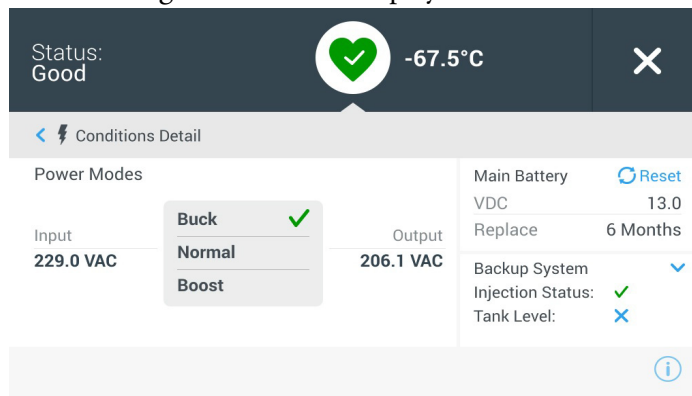 Status:
Good
-67.5°C
Conditions Detail
Power Modes
Input
229.0 VAC
Buck
Normal
Boost
Output
206.1 VAC
Main Battery
Reset
VDC 13.0
Replace 6 Months
Backup System
Injection Status:
Tank Level: